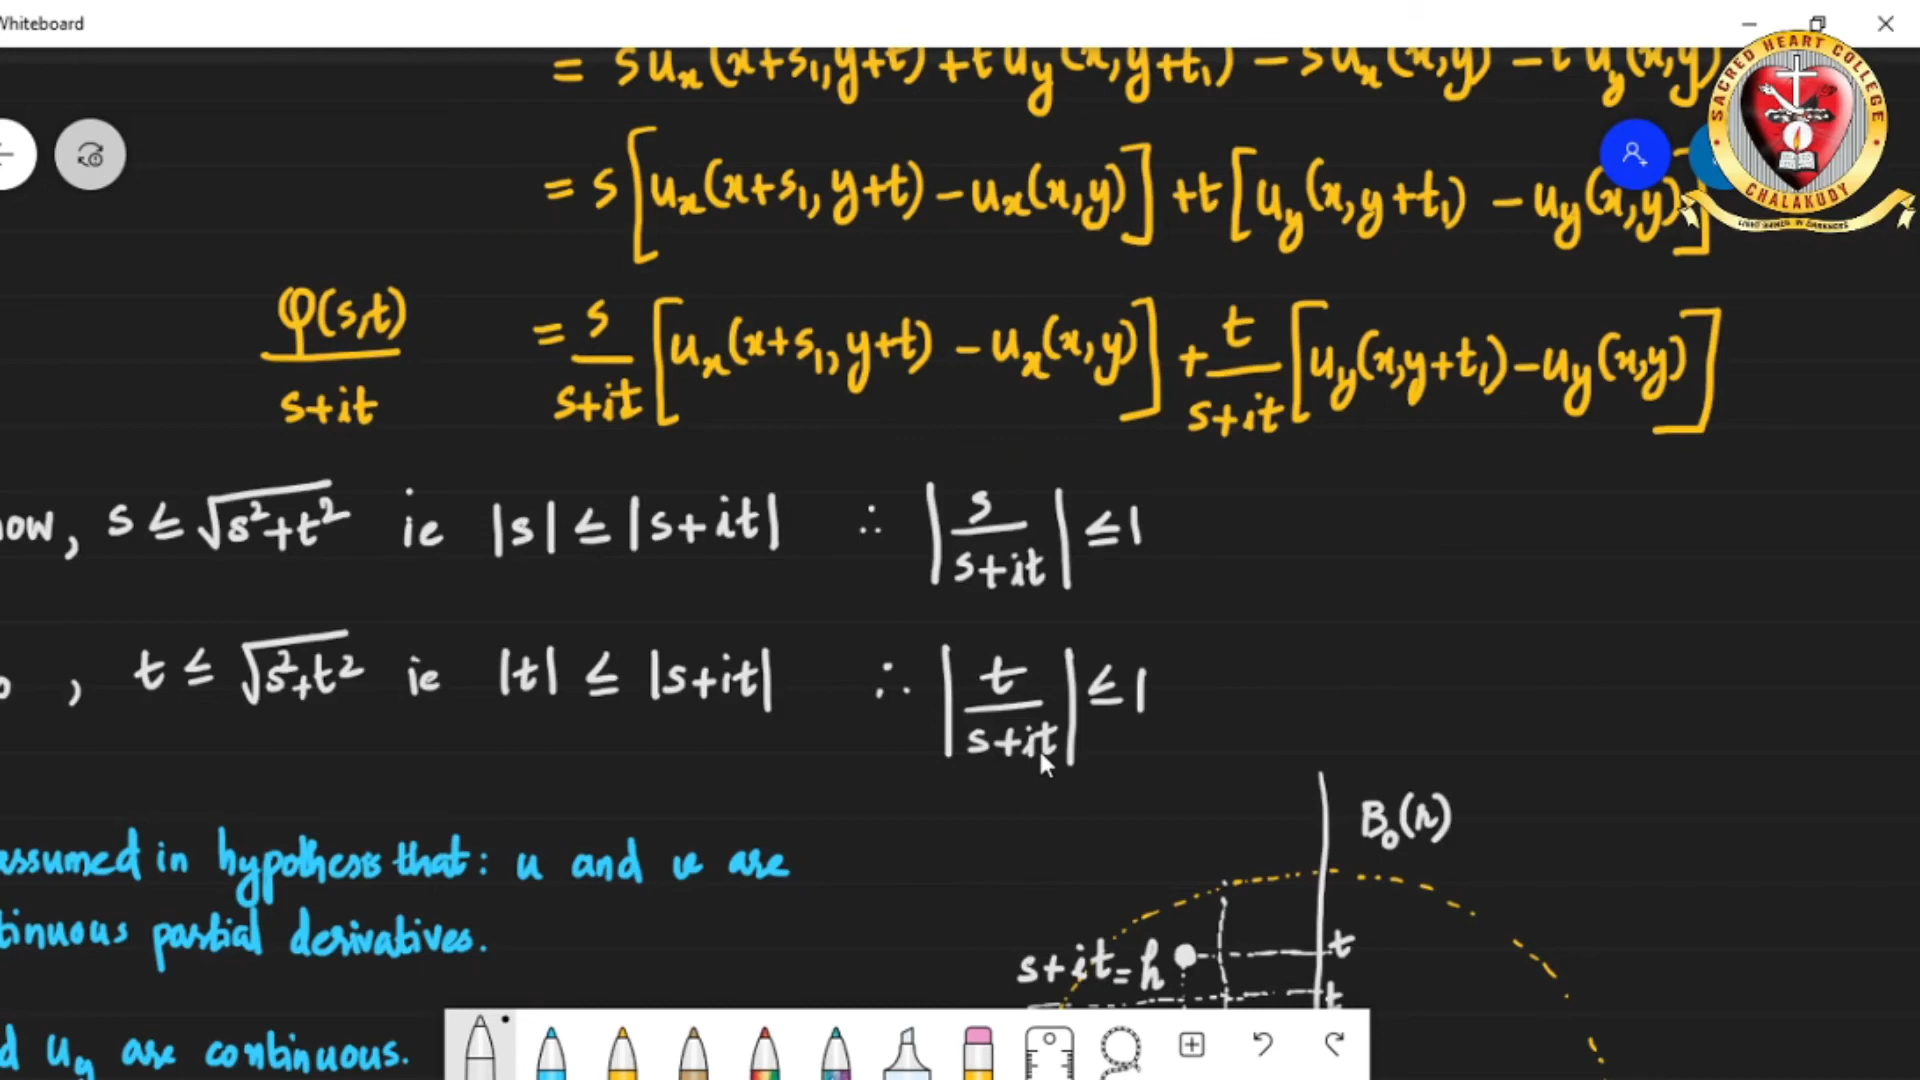 Whiteboard
= s uₓ(x+s₁, y+t) + t u_y(x, y+t₁) − s uₓ(x,y) − t u_y(x,y)
= s[uₓ(x+s₁, y+t) − uₓ(x,y)] + t[u_y(x, y+t₁) − u_y(x,y)]
φ(s,t)/s+it = s/s+it [uₓ(x+s₁, y+t) − uₓ(x,y)] + t/s+it [u_y(x,y+t₁) − u_y(x,y)]
now, s ≤ √s²+t² ie |s| ≤ |s+it| ∴ |s/s+it| ≤ 1
, t ≤ √s²+t² ie |t| ≤ |s+it| ∴ |t/s+it| ≤ 1
B₀(r)
assumed in hypothesis that: u and v are
tinuous partial derivatives.
s+it=h
t
t
d u_y are continuous.
SACRED HEART COLLEGE
CHALAKUDY